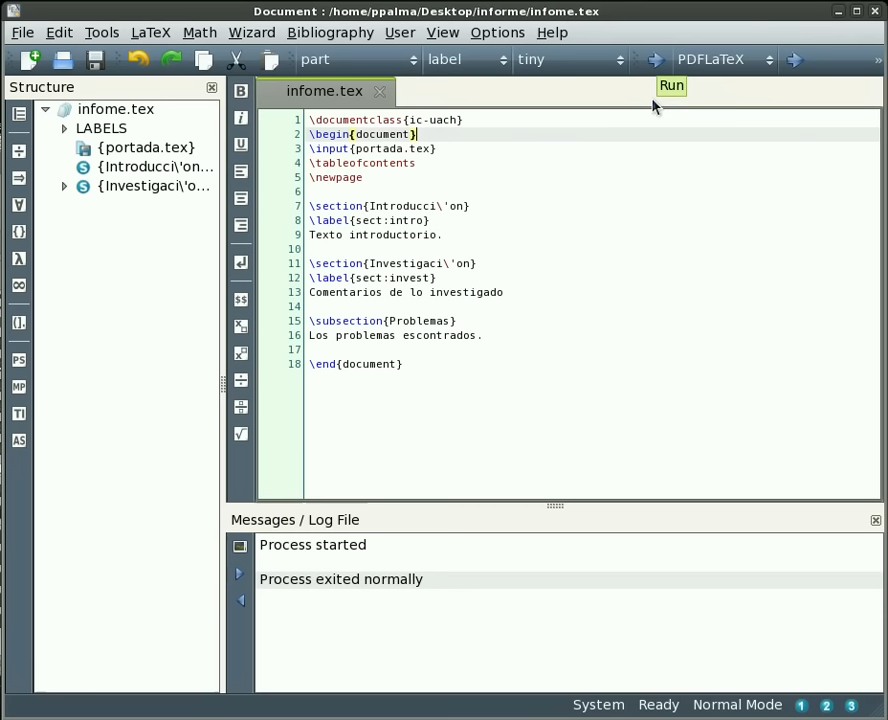 Document : /home/ppalma/Desktop/informe/infome.tex
File Edit Tools LaTeX Math Wizard Bibliography User View Options Help
part label tiny PDFLaTeX »
Run
Structure
infome.tex
LABELS
{portada.tex}
{Introducci\'on...
{Investigaci\'o...
infome.tex
1 \documentclass{ic-uach}
2 \begin{document}
3 \input{portada.tex}
4 \tableofcontents
5 \newpage
6
7 \section{Introducci\'on}
8 \label{sect:intro}
9 Texto introductorio.
10
11 \section{Investigaci\'on}
12 \label{sect:invest}
13 Comentarios de lo investigado
14
15 \subsection{Problemas}
16 Los problemas escontrados.
17
18 \end{document}
PS
MP
TI
AS
Messages / Log File
Process started
Process exited normally
System Ready Normal Mode 1 2 3